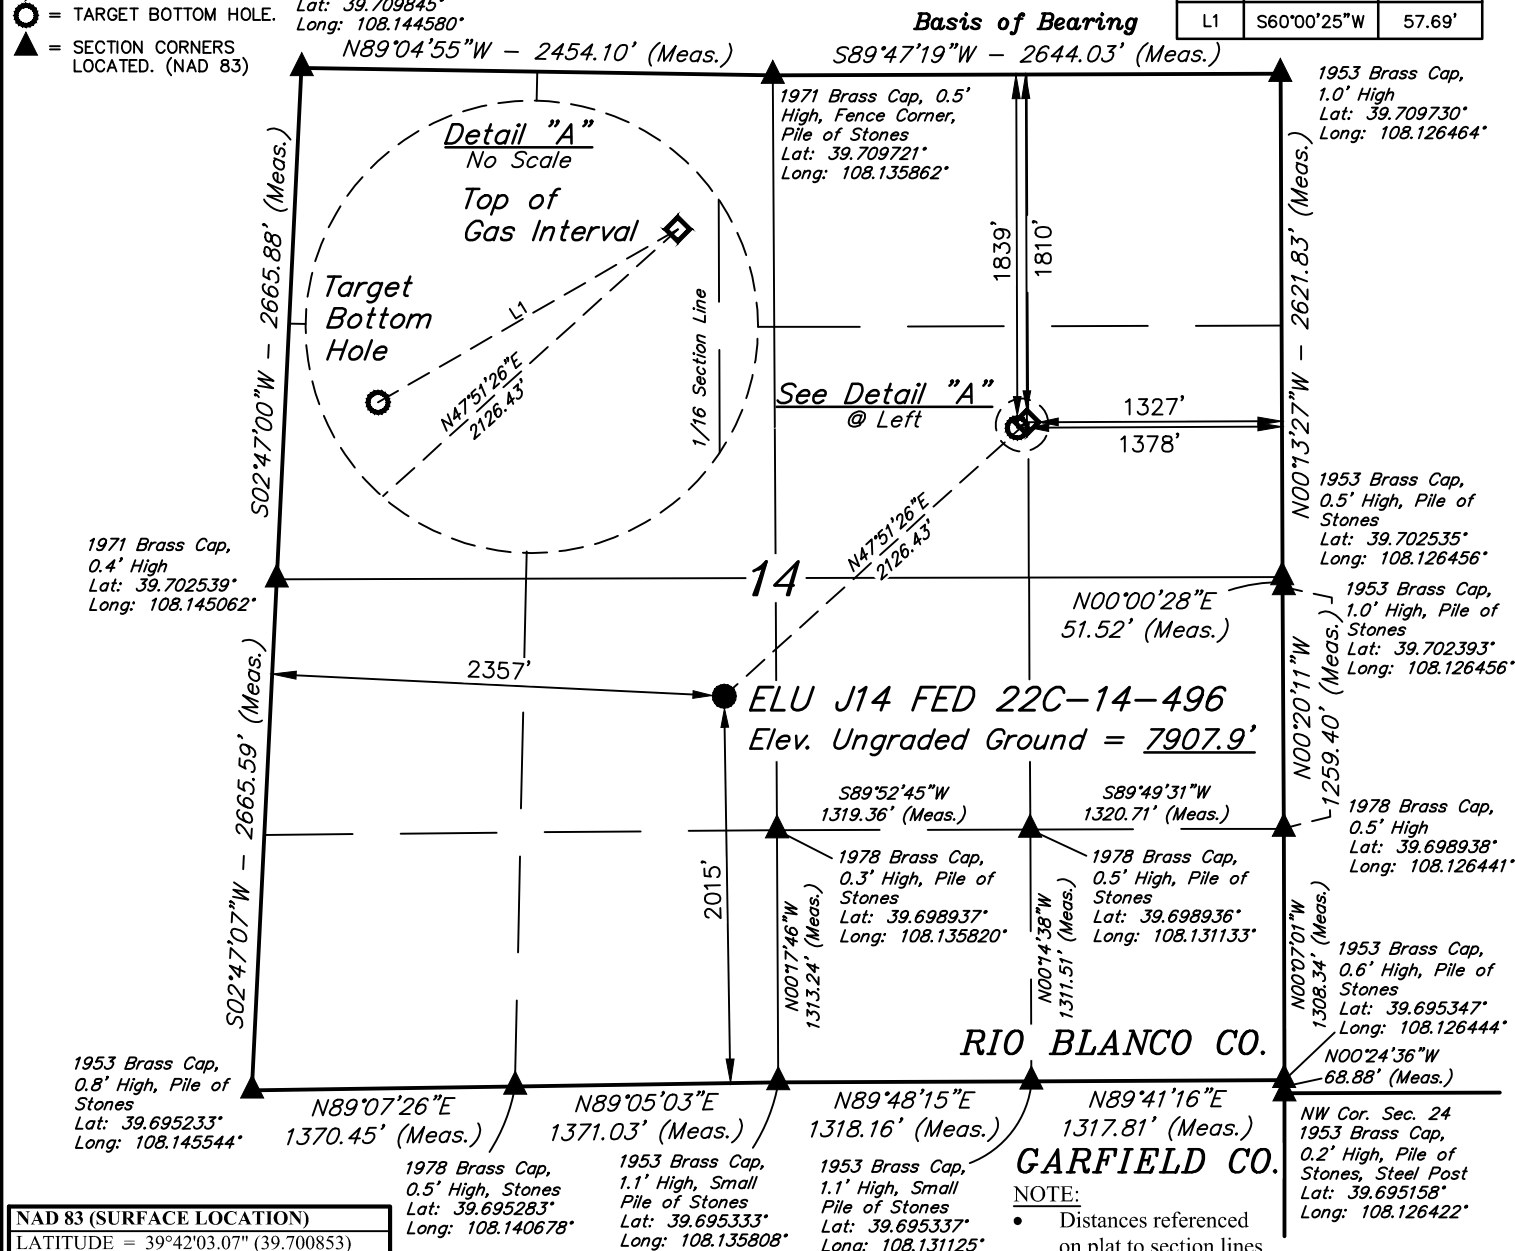 = TARGET BOTTOM HOLE.
= SECTION CORNERS
LOCATED. (NAD 83)
Lat: 39.709845°
Long: 108.144580°
N89°04'55"W - 2454.10' (Meas.)
Basis of Bearing
S89°47'19"W - 2644.03' (Meas.)
L1 S60°00'25"W 57.69'
1953 Brass Cap,
1.0' High
Lat: 39.709730°
Long: 108.126464°
1971 Brass Cap, 0.5'
High, Fence Corner,
Pile of Stones
Lat: 39.709721°
Long: 108.135862°
Detail "A"
No Scale
Top of
Gas Interval
Target
Bottom
Hole
L1
N47°51'26"E
2126.43'
1/16 Section Line
S02°47'00"W - 2665.88' (Meas.)
1839'
1810'
N00°13'27"W - 2621.83' (Meas.)
See Detail "A"
@ Left
1327'
1378'
N47°51'26"E
2126.43'
1953 Brass Cap,
0.5' High, Pile of
Stones
Lat: 39.702535°
Long: 108.126456°
1971 Brass Cap,
0.4' High
Lat: 39.702539°
Long: 108.145062°
14
N00°00'28"E
51.52' (Meas.)
1953 Brass Cap,
1.0' High, Pile of
Stones
Lat: 39.702393°
Long: 108.126456°
N00°20'11"W
1259.40' (Meas.)
2357'
ELU J14 FED 22C-14-496
Elev. Ungraded Ground = 7907.9'
S02°47'07"W - 2665.59' (Meas.)
S89°52'45"W
1319.36' (Meas.)
S89°49'31"W
1320.71' (Meas.)
1978 Brass Cap,
0.5' High
Lat: 39.698938°
Long: 108.126441°
2015'
1978 Brass Cap,
0.3' High, Pile of
Stones
Lat: 39.698937°
Long: 108.135820°
1978 Brass Cap,
0.5' High, Pile of
Stones
Lat: 39.698936°
Long: 108.131133°
N00°17'46"W
1313.24' (Meas.)
N00°14'38"W
1311.51' (Meas.)
N00°07'01"W
1308.34' (Meas.)
1953 Brass Cap,
0.6' High, Pile of
Stones
Lat: 39.695347°
Long: 108.126444°
RIO BLANCO CO.
N00°24'36"W
68.88' (Meas.)
1953 Brass Cap,
0.8' High, Pile of
Stones
Lat: 39.695233°
Long: 108.145544°
N89°07'26"E
1370.45' (Meas.)
N89°05'03"E
1371.03' (Meas.)
N89°48'15"E
1318.16' (Meas.)
N89°41'16"E
1317.81' (Meas.)
GARFIELD CO.
NW Cor. Sec. 24
1953 Brass Cap,
0.2' High, Pile of
Stones, Steel Post
Lat: 39.695158°
Long: 108.126422°
1978 Brass Cap,
0.5' High, Stones
Lat: 39.695283°
Long: 108.140678°
1953 Brass Cap,
1.1' High, Small
Pile of Stones
Lat: 39.695333°
Long: 108.135808°
1953 Brass Cap,
1.1' High, Small
Pile of Stones
Lat: 39.695337°
Long: 108.131125°
NOTE:
• Distances referenced
on plat to section lines
NAD 83 (SURFACE LOCATION)
LATITUDE = 39°42'03.07" (39.700853)